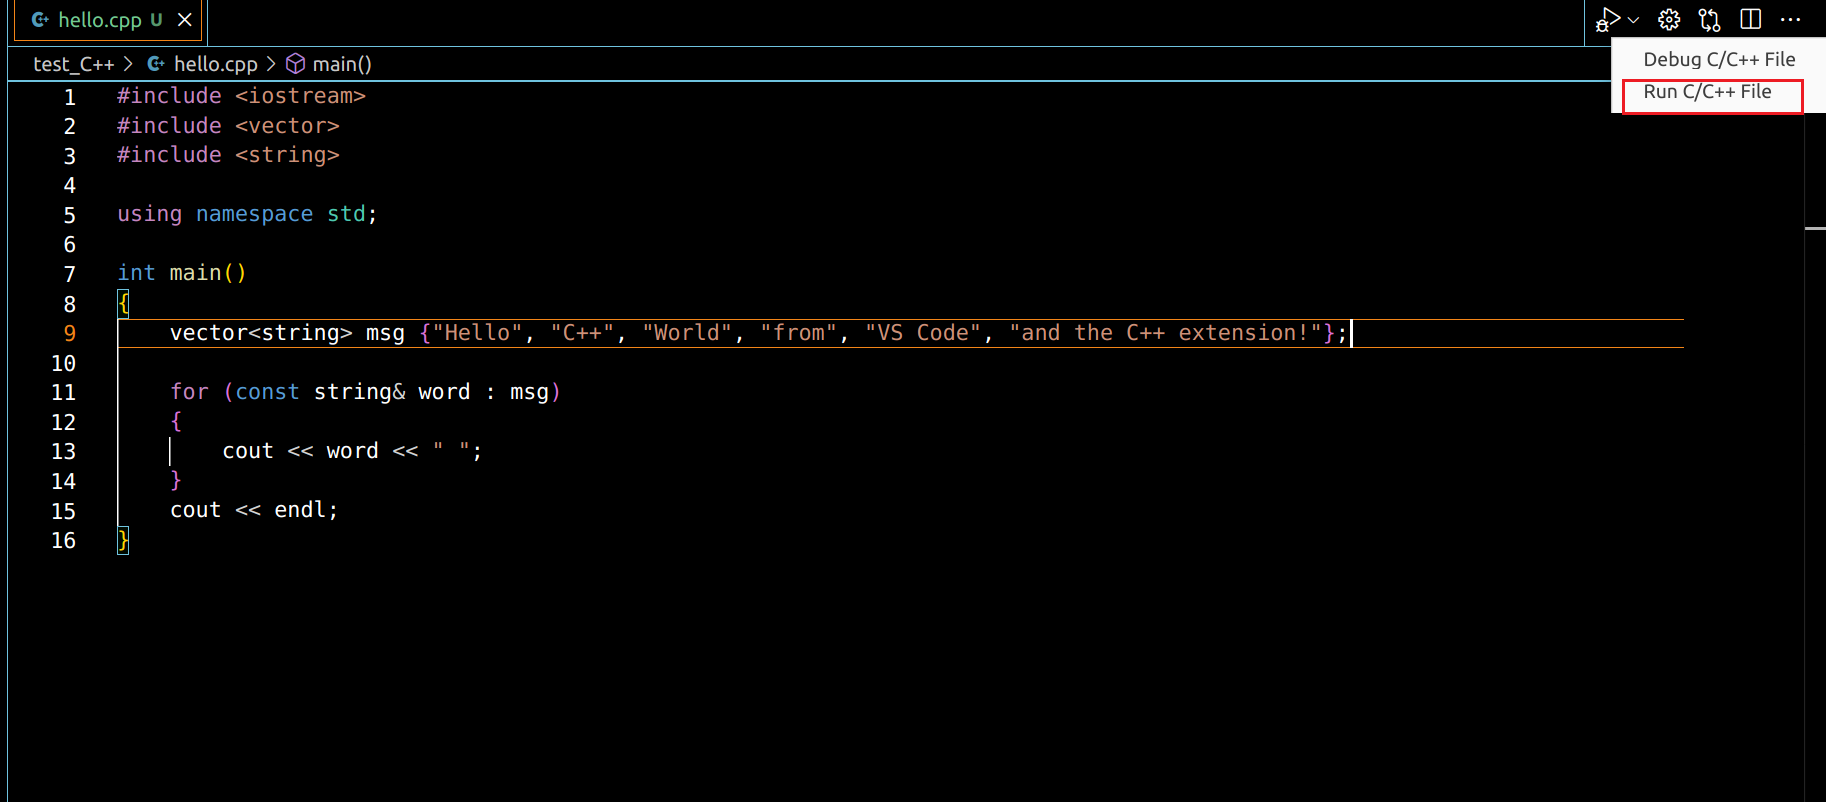 hello.cpp U
test_C++ > hello.cpp > main()
Debug C/C++ File
Run C/C++ File
1 #include <iostream>
2 #include <vector>
3 #include <string>
4
5 using namespace std;
6
7 int main()
8 {
9     vector<string> msg {"Hello", "C++", "World", "from", "VS Code", "and the C++ extension!"};
10
11     for (const string& word : msg)
12     {
13         cout << word << " ";
14     }
15     cout << endl;
16 }